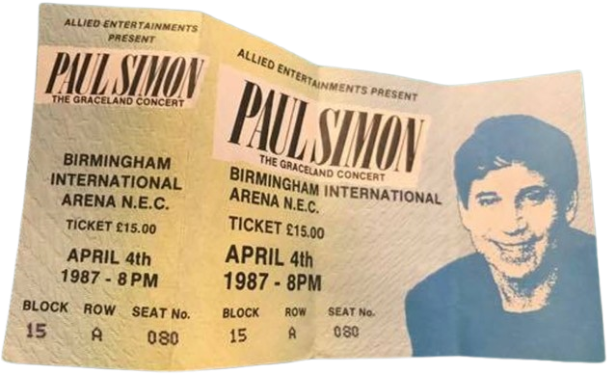 ALLIED ENTERTAINMENTS
PRESENT
PAUL SIMON
THE GRACELAND CONCERT
BIRMINGHAM
INTERNATIONAL
ARENA N.E.C.
TICKET £15.00
APRIL 4th
1987 - 8PM
BLOCK ROW SEAT No.
15 A 080
ALLIED ENTERTAINMENTS PRESENT
PAUL SIMON
THE GRACELAND CONCERT
BIRMINGHAM INTERNATIONAL
ARENA N.E.C.
TICKET £15.00
APRIL 4th
1987 - 8PM
BLOCK ROW SEAT No.
15 A 080